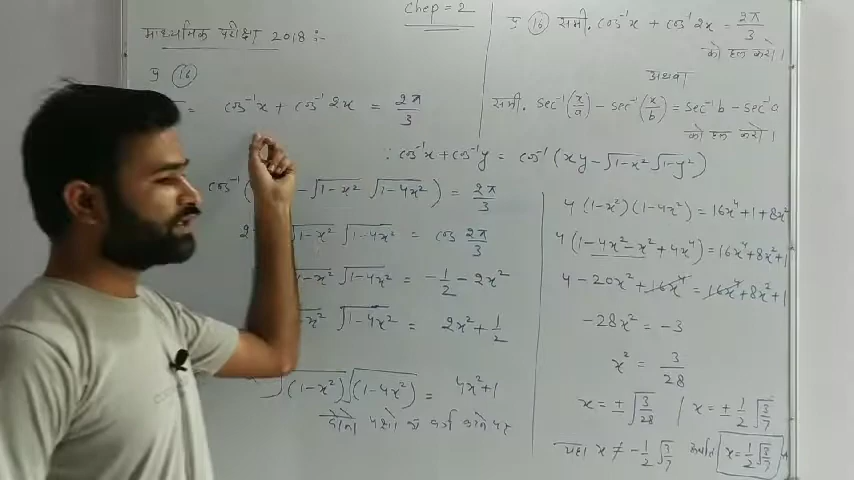 Chep = 2
माध्यमिक परीक्षा 2018 :-
प्र (16)
= cos⁻¹x + cos⁻¹ 2x = 2π/3
∵ cos⁻¹x + cos⁻¹y = cos⁻¹ (xy - √1-x² √1-y²)
cos⁻¹( - √1-x² √1-4x² ) = 2π/3
√1-x² √1-4x² = cos 2π/3
√1-4x² = -1/2 - 2x²
√1-4x² = 2x² + 1/2
√(1-x²) √(1-4x²) = 4x²+1
दोनों पक्षों का वर्ग करने पर
प्र (16) समी. cos⁻¹x + cos⁻¹ 2x = 2π/3
को हल करो।
अथवा
समी. sec⁻¹(x/a) - sec⁻¹(x/b) = sec⁻¹b - sec⁻¹a
को हल करो।
4(1-x²)(1-4x²) = 16x⁴+1+8x²
4(1-4x²-x²+4x⁴) = 16x⁴+8x²+1
4-20x²+16x⁴ = 16x⁴+8x²+1
-28x² = -3
x² = 3/28
x = ± √3/28 / x = ± 1/2 √3/7
यहां x ≠ -1/2 √3/7 x = 1/2 √3/7